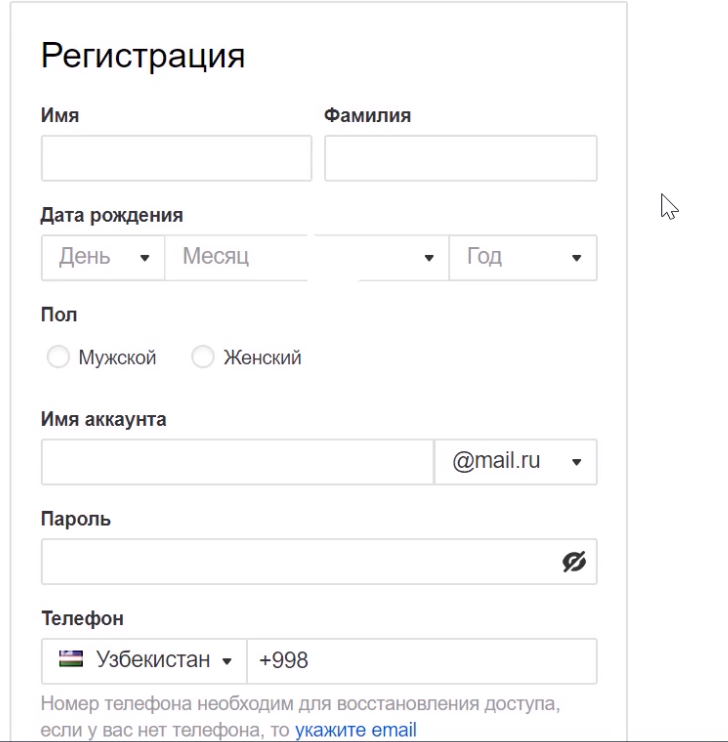 Регистрация
Имя Фамилия
Дата рождения
День Месяц Год
Пол
Мужской Женский
Имя аккаунта
@mail.ru
Пароль
Телефон
Узбекистан +998
Номер телефона необходим для восстановления доступа,
если у вас нет телефона, то укажите email